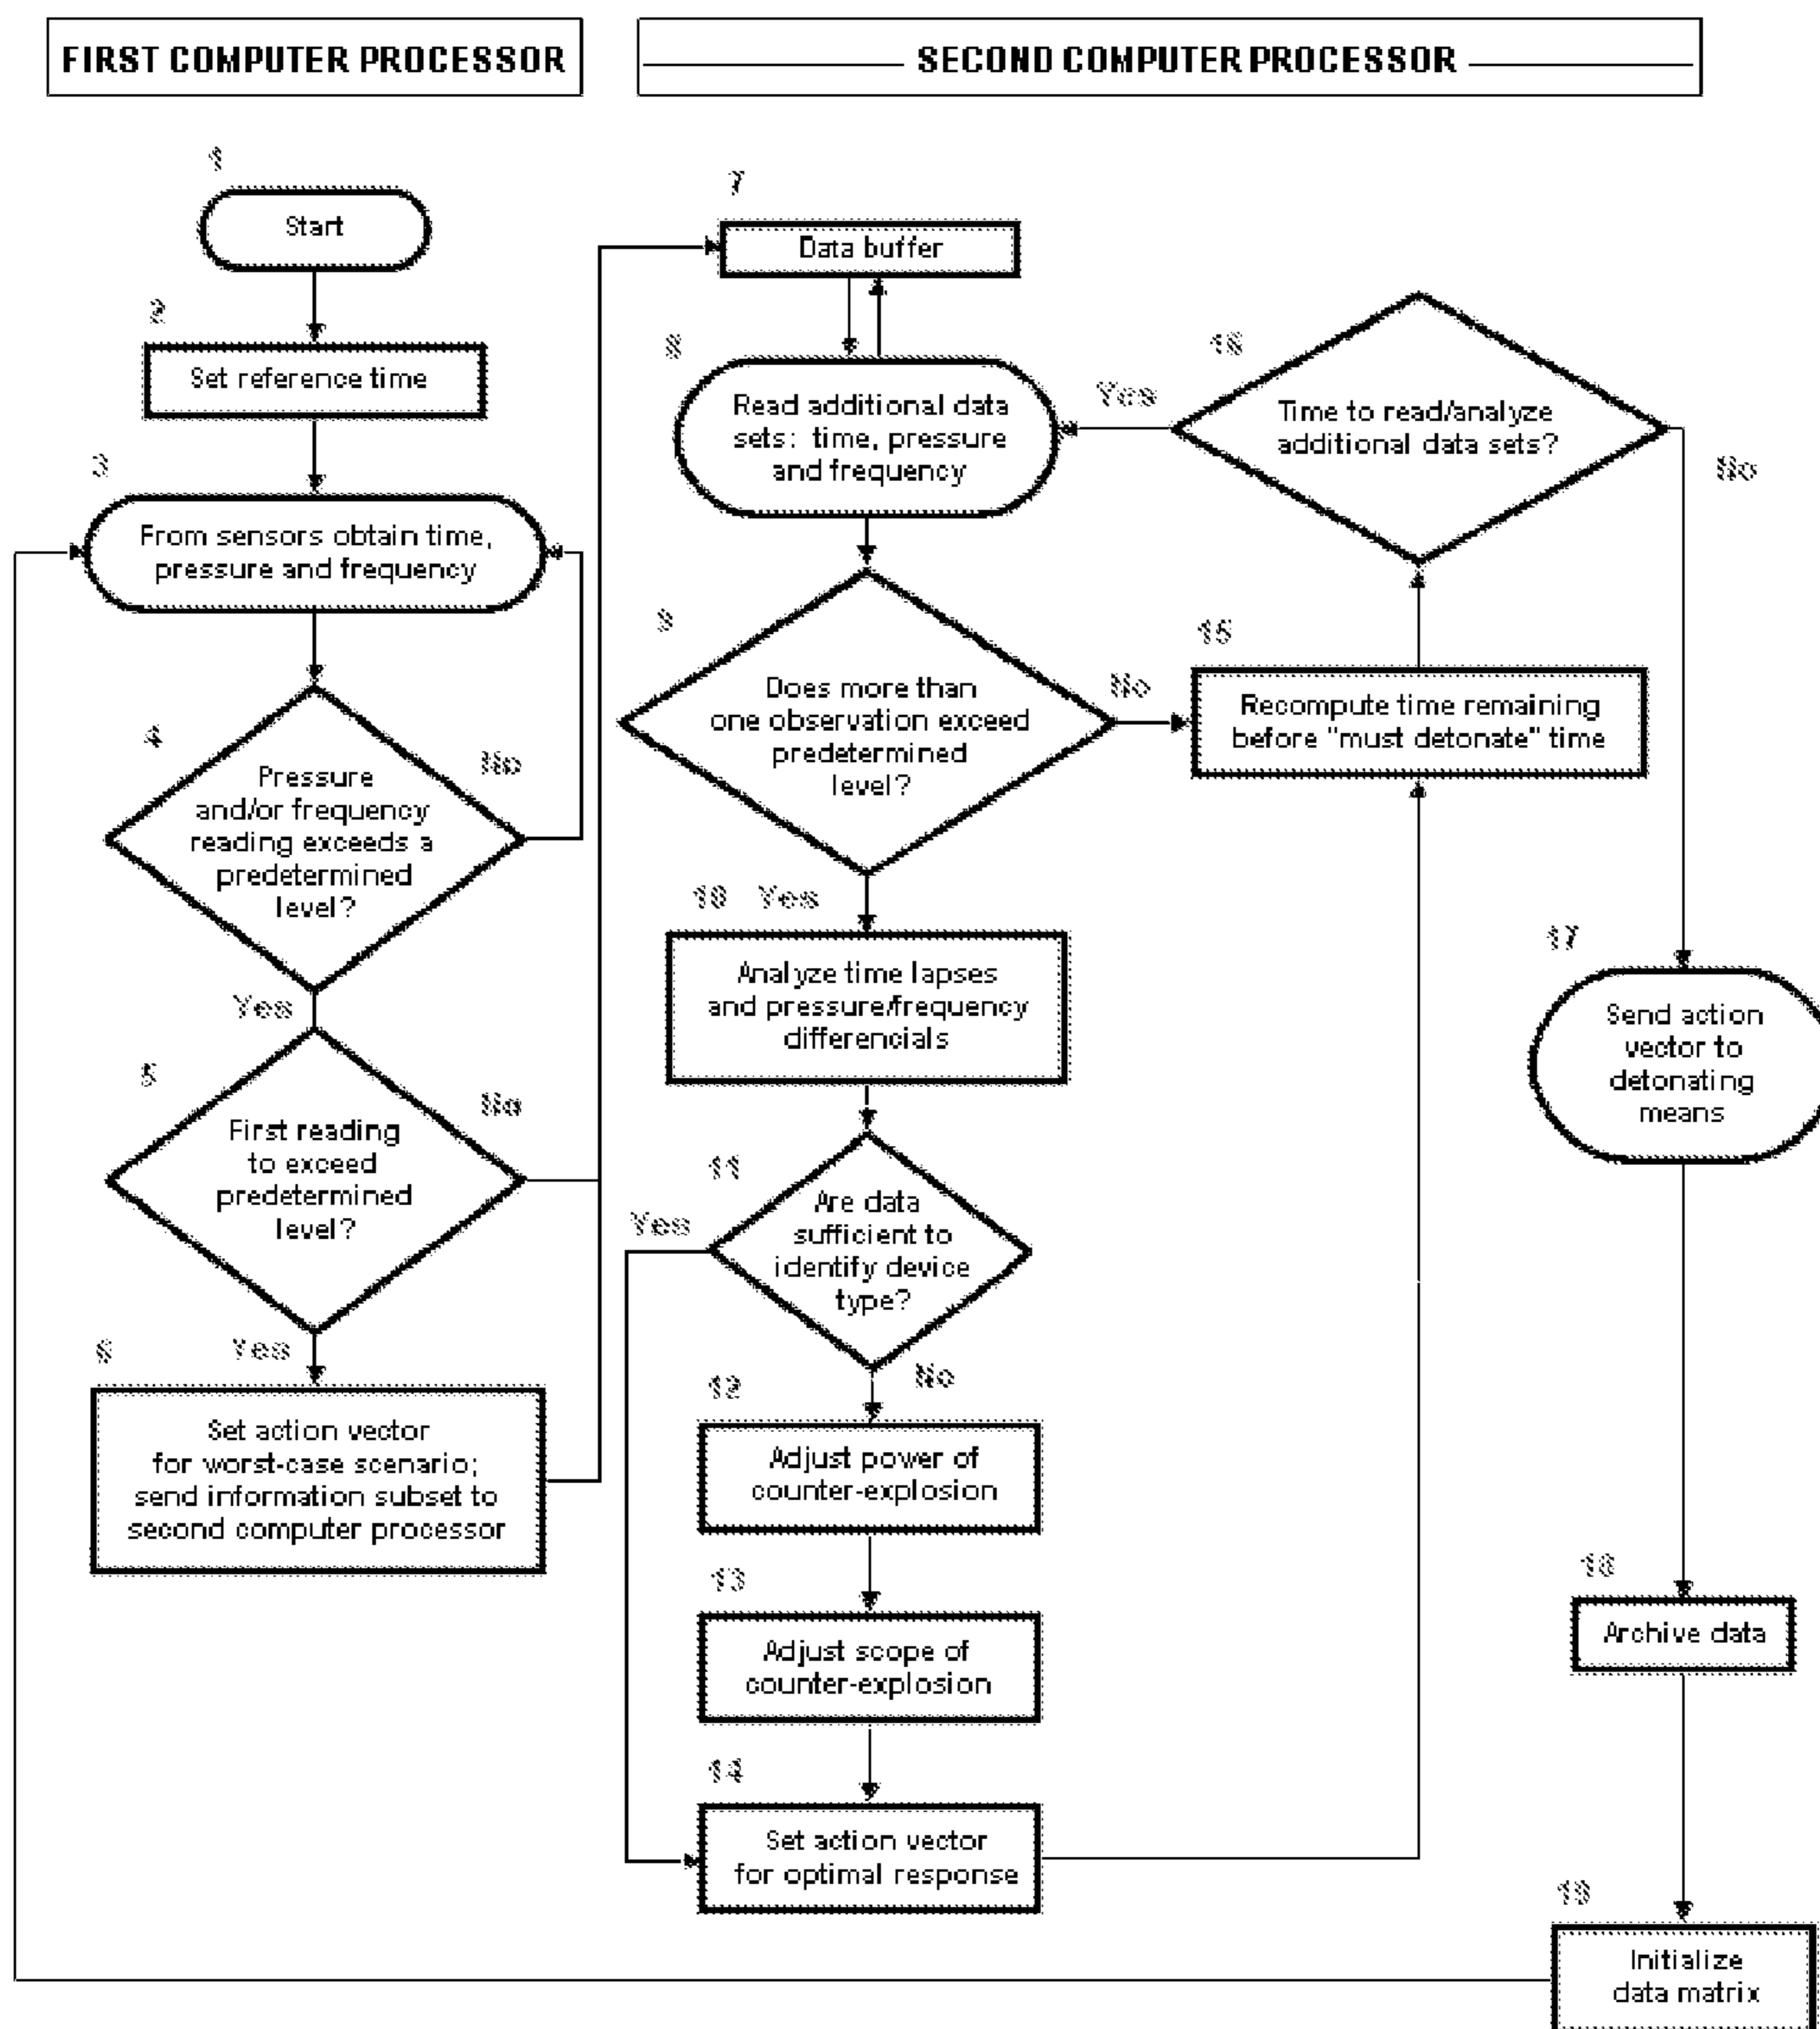 FIRST COMPUTER PROCESSOR
SECOND COMPUTER PROCESSOR
1
Start
2
Set reference time
3
From sensors obtain time,
pressure and frequency
4
Pressure
and/or frequency
reading exceeds a
predetermined
level?
No
Yes
5
First reading
to exceed
predetermined
level?
No
Yes
6
Set action vector
for worst-case scenario;
send information subset to
second computer processor
7
Data buffer
8
Read additional data
sets: time, pressure
and frequency
9
Does more than
one observation exceed
predetermined
level?
No
10 Yes
Analyze time lapses
and pressure/frequency
differencials
11
Are data
sufficient to
identify device
type?
Yes
No
12
Adjust power of
counter-explosion
13
Adjust scope of
counter-explosion
14
Set action vector
for optimal response
15
Recompute time remaining
before "must detonate" time
16
Time to read/analyze
additional data sets?
Yes
No
17
Send action
vector to
detonating
means
18
Archive data
19
Initialize
data matrix